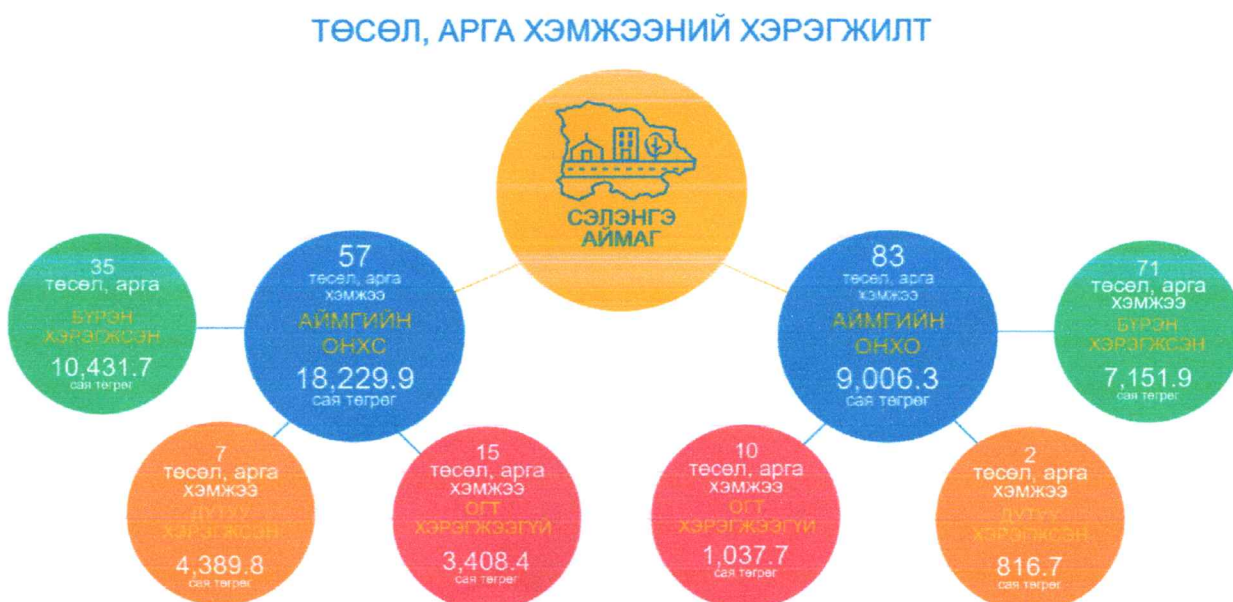 ТӨСӨЛ, АРГА ХЭМЖЭЭНИЙ ХЭРЭГЖИЛТ
СЭЛЭНГЭ
АЙМАГ
35
төсөл, арга
БҮРЭН
ХЭРЭГЖСЭН
10,431.7
сая төгрөг
57
төсөл, арга
хэмжээ
АЙМГИЙН
ОНХС
18,229.9
сая төгрөг
83
төсөл, арга
хэмжээ
АЙМГИЙН
ОНХО
9,006.3
сая төгрөг
71
төсөл, арга
хэмжээ
БҮРЭН
ХЭРЭГЖСЭН
7,151.9
сая төгрөг
7
төсөл, арга
хэмжээ
ДУТУУ
ХЭРЭГЖСЭН
4,389.8
сая төгрөг
15
төсөл, арга
хэмжээ
ОГТ
ХЭРЭГЖЭЭГҮЙ
3,408.4
сая төгрөг
10
төсөл, арга
хэмжээ
ОГТ
ХЭРЭГЖЭЭГҮЙ
1,037.7
сая төгрөг
2
төсөл, арга
хэмжээ
ДУТУУ
ХЭРЭГЖСЭН
816.7
сая төгрөг